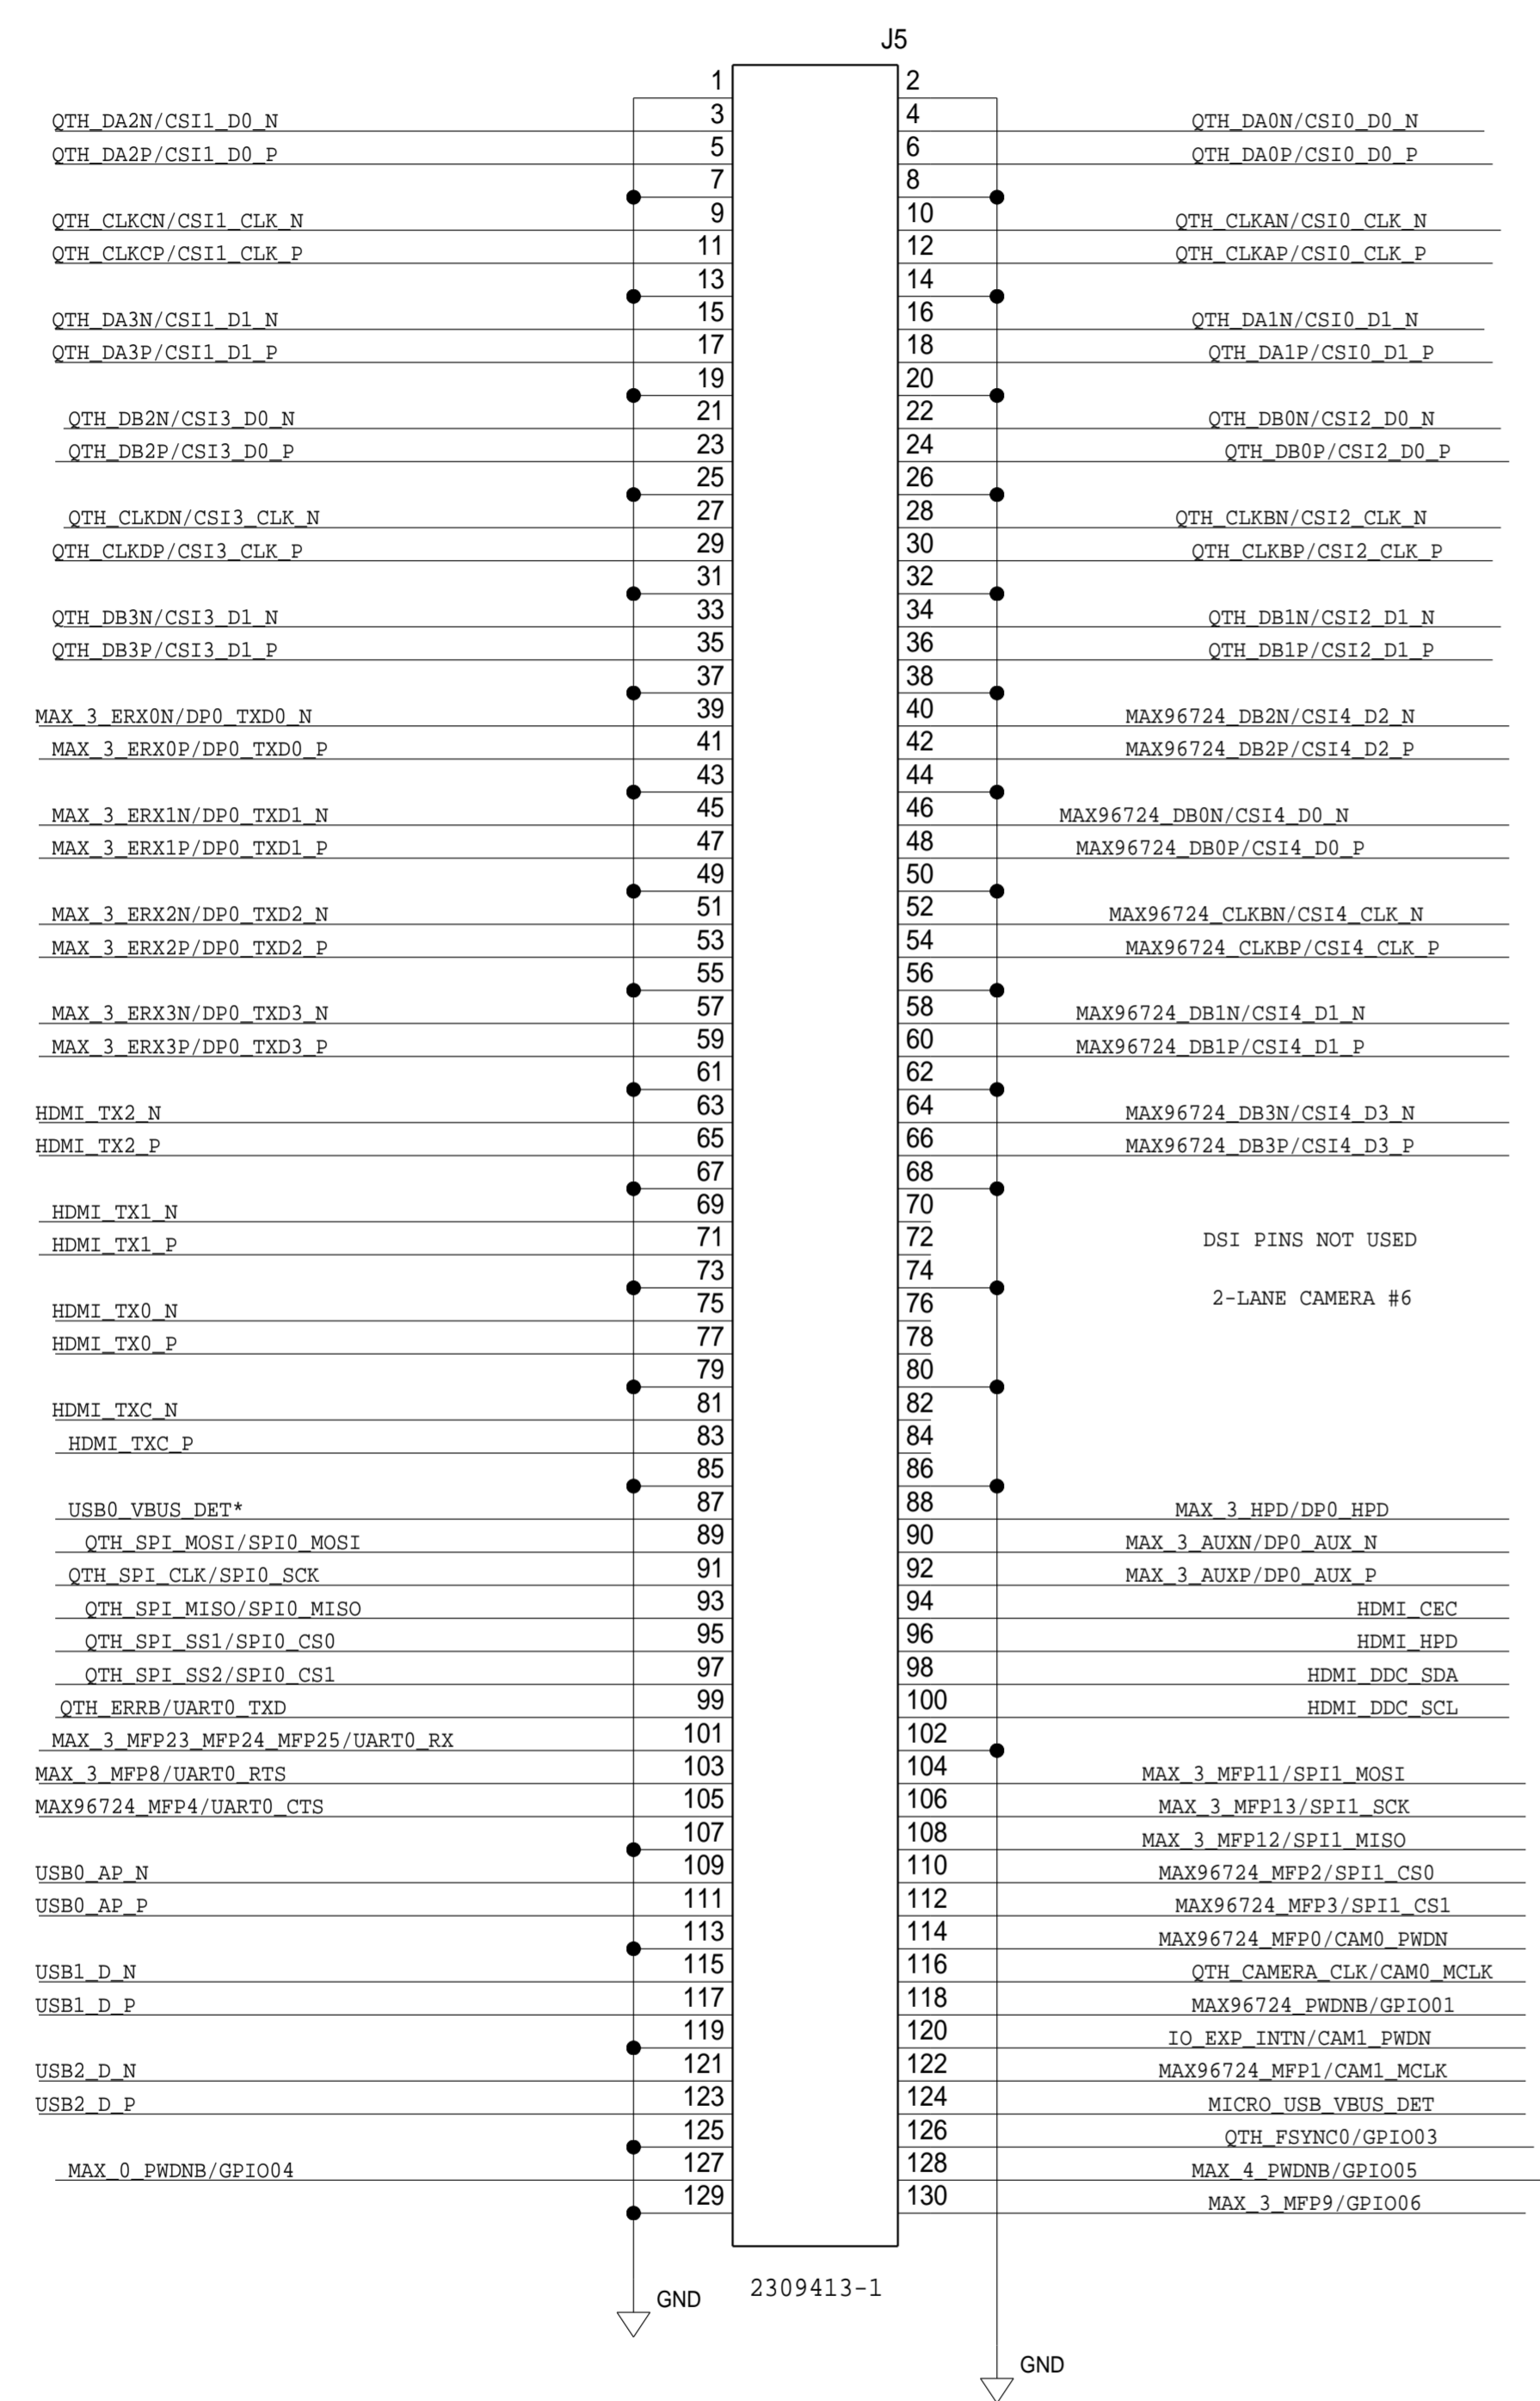 J5
1 2
QTH_DA2N/CSI1_D0_N 3 4 QTH_DA0N/CSI0_D0_N
QTH_DA2P/CSI1_D0_P 5 6 QTH_DA0P/CSI0_D0_P
7 8
QTH_CLKCN/CSI1_CLK_N 9 10 QTH_CLKAN/CSI0_CLK_N
QTH_CLKCP/CSI1_CLK_P 11 12 QTH_CLKAP/CSI0_CLK_P
13 14
QTH_DA3N/CSI1_D1_N 15 16 QTH_DA1N/CSI0_D1_N
QTH_DA3P/CSI1_D1_P 17 18 QTH_DA1P/CSI0_D1_P
19 20
QTH_DB2N/CSI3_D0_N 21 22 QTH_DB0N/CSI2_D0_N
QTH_DB2P/CSI3_D0_P 23 24 QTH_DB0P/CSI2_D0_P
25 26
QTH_CLKDN/CSI3_CLK_N 27 28 QTH_CLKBN/CSI2_CLK_N
QTH_CLKDP/CSI3_CLK_P 29 30 QTH_CLKBP/CSI2_CLK_P
31 32
QTH_DB3N/CSI3_D1_N 33 34 QTH_DB1N/CSI2_D1_N
QTH_DB3P/CSI3_D1_P 35 36 QTH_DB1P/CSI2_D1_P
37 38
MAX_3_ERX0N/DP0_TXD0_N 39 40 MAX96724_DB2N/CSI4_D2_N
MAX_3_ERX0P/DP0_TXD0_P 41 42 MAX96724_DB2P/CSI4_D2_P
43 44
MAX_3_ERX1N/DP0_TXD1_N 45 46 MAX96724_DB0N/CSI4_D0_N
MAX_3_ERX1P/DP0_TXD1_P 47 48 MAX96724_DB0P/CSI4_D0_P
49 50
MAX_3_ERX2N/DP0_TXD2_N 51 52 MAX96724_CLKBN/CSI4_CLK_N
MAX_3_ERX2P/DP0_TXD2_P 53 54 MAX96724_CLKBP/CSI4_CLK_P
55 56
MAX_3_ERX3N/DP0_TXD3_N 57 58 MAX96724_DB1N/CSI4_D1_N
MAX_3_ERX3P/DP0_TXD3_P 59 60 MAX96724_DB1P/CSI4_D1_P
61 62
HDMI_TX2_N 63 64 MAX96724_DB3N/CSI4_D3_N
HDMI_TX2_P 65 66 MAX96724_DB3P/CSI4_D3_P
67 68
HDMI_TX1_N 69 70
HDMI_TX1_P 71 72 DSI PINS NOT USED
73 74
HDMI_TX0_N 75 76 2-LANE CAMERA #6
HDMI_TX0_P 77 78
79 80
HDMI_TXC_N 81 82
HDMI_TXC_P 83 84
85 86
USB0_VBUS_DET* 87 88 MAX_3_HPD/DP0_HPD
QTH_SPI_MOSI/SPI0_MOSI 89 90 MAX_3_AUXN/DP0_AUX_N
QTH_SPI_CLK/SPI0_SCK 91 92 MAX_3_AUXP/DP0_AUX_P
QTH_SPI_MISO/SPI0_MISO 93 94 HDMI_CEC
QTH_SPI_SS1/SPI0_CS0 95 96 HDMI_HPD
QTH_SPI_SS2/SPI0_CS1 97 98 HDMI_DDC_SDA
QTH_ERRB/UART0_TXD 99 100 HDMI_DDC_SCL
MAX_3_MFP23_MFP24_MFP25/UART0_RX 101 102
MAX_3_MFP8/UART0_RTS 103 104 MAX_3_MFP11/SPI1_MOSI
MAX96724_MFP4/UART0_CTS 105 106 MAX_3_MFP13/SPI1_SCK
107 108 MAX_3_MFP12/SPI1_MISO
USB0_AP_N 109 110 MAX96724_MFP2/SPI1_CS0
USB0_AP_P 111 112 MAX96724_MFP3/SPI1_CS1
113 114 MAX96724_MFP0/CAM0_PWDN
USB1_D_N 115 116 QTH_CAMERA_CLK/CAM0_MCLK
USB1_D_P 117 118 MAX96724_PWDNB/GPIO01
119 120 IO_EXP_INTN/CAM1_PWDN
USB2_D_N 121 122 MAX96724_MFP1/CAM1_MCLK
USB2_D_P 123 124 MICRO_USB_VBUS_DET
125 126 QTH_FSYNC0/GPIO03
MAX_0_PWDNB/GPIO04 127 128 MAX_4_PWDNB/GPIO05
129 130 MAX_3_MFP9/GPIO06
2309413-1
GND
GND